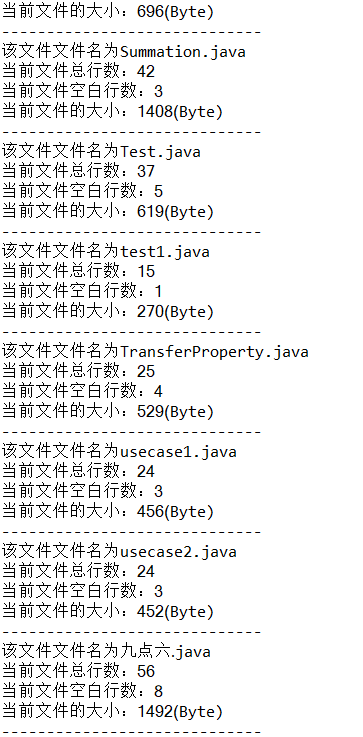 当前文件的大小：696(Byte)
-----------------------------
该文件文件名为Summation.java
当前文件总行数：42
当前文件空白行数：3
当前文件的大小：1408(Byte)
-----------------------------
该文件文件名为Test.java
当前文件总行数：37
当前文件空白行数：5
当前文件的大小：619(Byte)
-----------------------------
该文件文件名为test1.java
当前文件总行数：15
当前文件空白行数：1
当前文件的大小：270(Byte)
-----------------------------
该文件文件名为TransferProperty.java
当前文件总行数：25
当前文件空白行数：4
当前文件的大小：529(Byte)
-----------------------------
该文件文件名为usecase1.java
当前文件总行数：24
当前文件空白行数：3
当前文件的大小：456(Byte)
-----------------------------
该文件文件名为usecase2.java
当前文件总行数：24
当前文件空白行数：3
当前文件的大小：452(Byte)
-----------------------------
该文件文件名为九点六.java
当前文件总行数：56
当前文件空白行数：8
当前文件的大小：1492(Byte)
-----------------------------